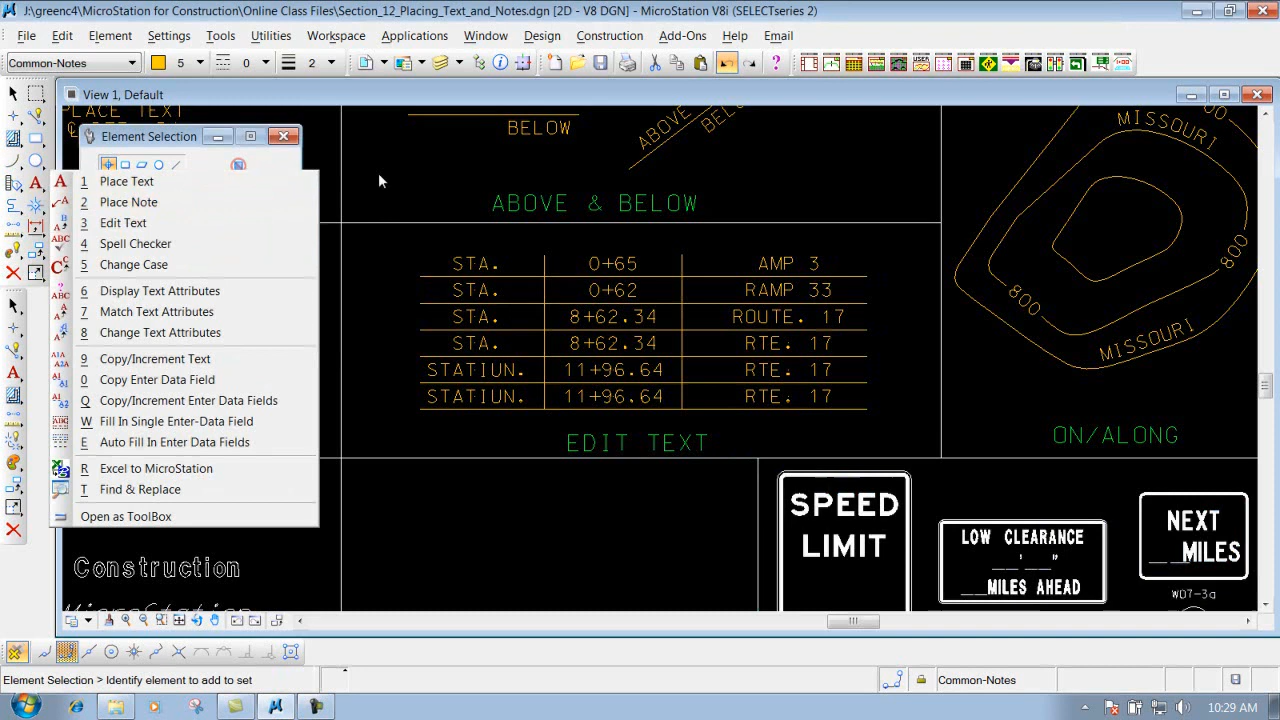 J:\greenc4\MicroStation for Construction\Online Class Files\Section_12_Placing_Text_and_Notes.dgn [2D - V8 DGN] - MicroStation V8i (SELECTseries 2)
File Edit Element Settings Tools Utilities Workspace Applications Window Design Construction Add-Ons Help Email
Common-Notes 5 0 2
View 1, Default
PLACE TEXT
BELOW
ABOVE
MISSOURI
Element Selection
1 Place Text
2 Place Note
3 Edit Text
4 Spell Checker
5 Change Case
6 Display Text Attributes
7 Match Text Attributes
8 Change Text Attributes
9 Copy/Increment Text
0 Copy Enter Data Field
Q Copy/Increment Enter Data Fields
W Fill In Single Enter-Data Field
E Auto Fill In Enter Data Fields
R Excel to MicroStation
T Find & Replace
Open as ToolBox
ABOVE & BELOW
STA. 0+65 AMP 3
STA. 0+62 RAMP 33
STA. 8+62.34 ROUTE. 17
STA. 8+62.34 RTE. 17
STATIUN. 11+96.64 RTE. 17
STATIUN. 11+96.64 RTE. 17
EDIT TEXT
800
800
MISSOURI
ON/ALONG
SPEED
LIMIT
LOW CLEARANCE
__'__"
__MILES AHEAD
NEXT
__MILES
W07-3a
Construction
MicroStation
Element Selection > Identify element to add to set
Common-Notes
10:29 AM